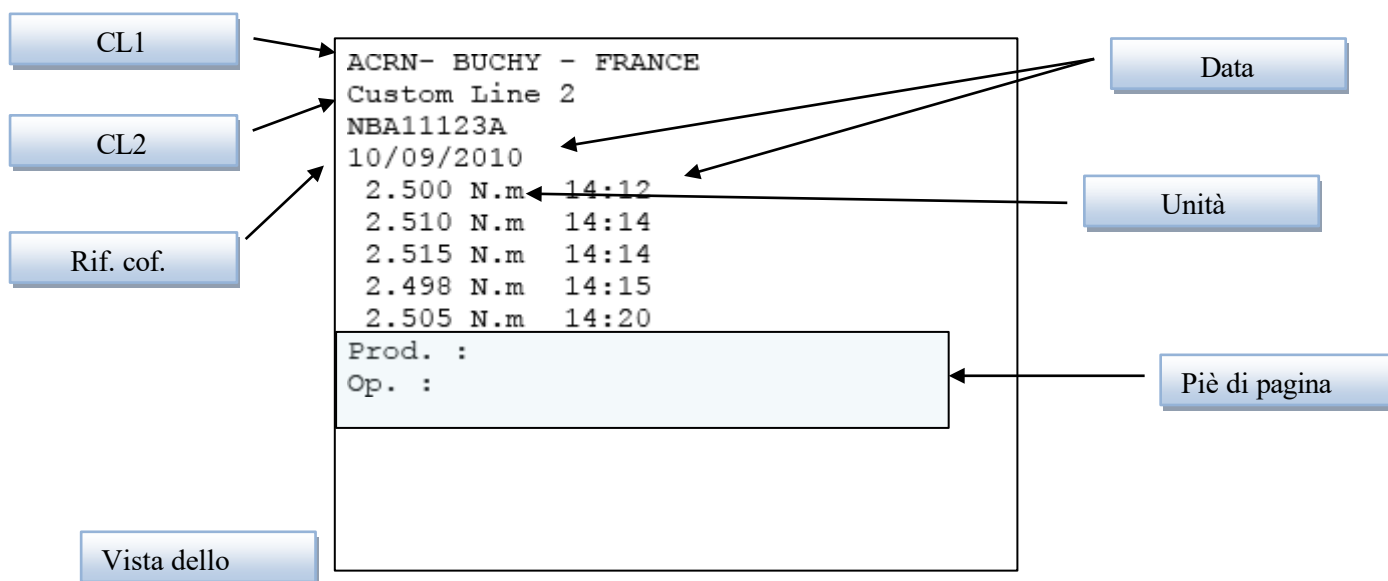 CL1
CL2
Rif. cof.
Vista dello
ACRN- BUCHY - FRANCE
Custom Line 2
NBA11123A
10/09/2010
2.500 N.m 14:12
2.510 N.m 14:14
2.515 N.m 14:14
2.498 N.m 14:15
2.505 N.m 14:20
Prod. :
Op. :
Data
Unità
Piè di pagina